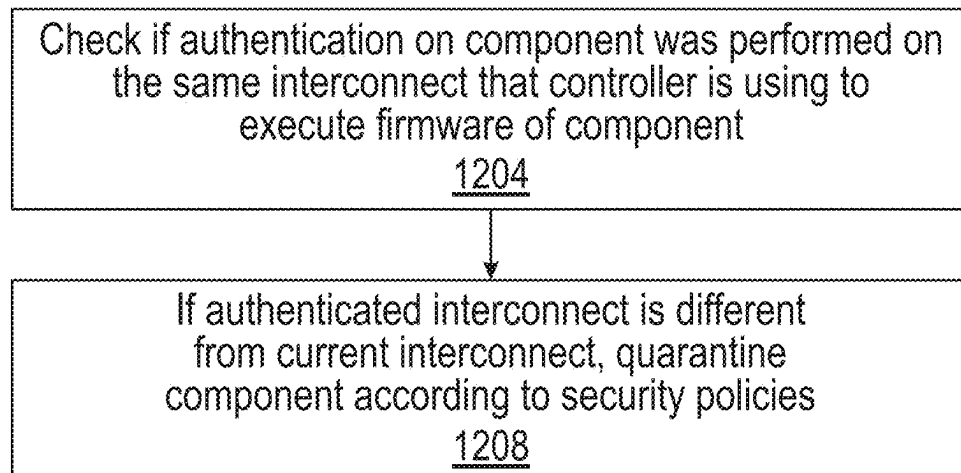 Check if authentication on component was performed on
the same interconnect that controller is using to
execute firmware of component
1204
If authenticated interconnect is different
from current interconnect, quarantine
component according to security policies
1208